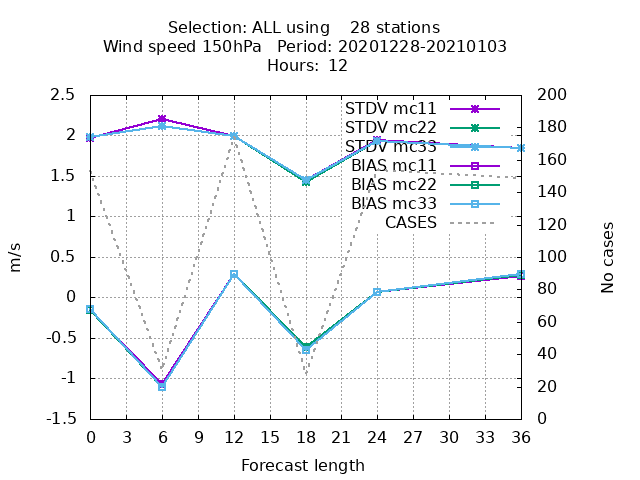 Selection: ALL using    28 stations
Wind speed 150hPa   Period: 20201228-20210103
Hours: 12
2.5
2
1.5
1
0.5
0
-0.5
-1
-1.5
m/s
STDV mc11
STDV mc22
STDV mc33
BIAS mc11
BIAS mc22
BIAS mc33
CASES
200
180
160
140
120
100
80
60
40
20
0
No cases
0 3 6 9 12 15 18 21 24 27 30 33 36
Forecast length